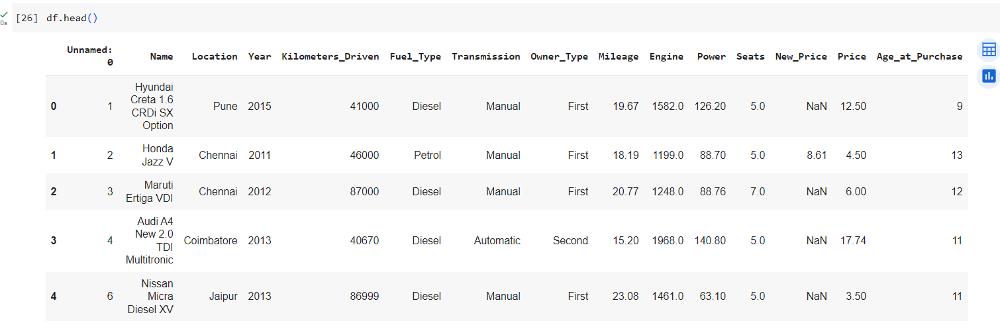 [26] df.head()
0s
Unnamed: 0 Name Location Year Kilometers_Driven Fuel_Type Transmission Owner_Type Mileage Engine Power Seats New_Price Price Age_at_Purchase
0 1 Hyundai Creta 1.6 CRDi SX Option Pune 2015 41000 Diesel Manual First 19.67 1582.0 126.20 5.0 NaN 12.50 9
1 2 Honda Jazz V Chennai 2011 46000 Petrol Manual First 18.19 1199.0 88.70 5.0 8.61 4.50 13
2 3 Maruti Ertiga VDI Chennai 2012 87000 Diesel Manual First 20.77 1248.0 88.76 7.0 NaN 6.00 12
3 4 Audi A4 New 2.0 TDI Multitronic Coimbatore 2013 40670 Diesel Automatic Second 15.20 1968.0 140.80 5.0 NaN 17.74 11
4 6 Nissan Micra Diesel XV Jaipur 2013 86999 Diesel Manual First 23.08 1461.0 63.10 5.0 NaN 3.50 11